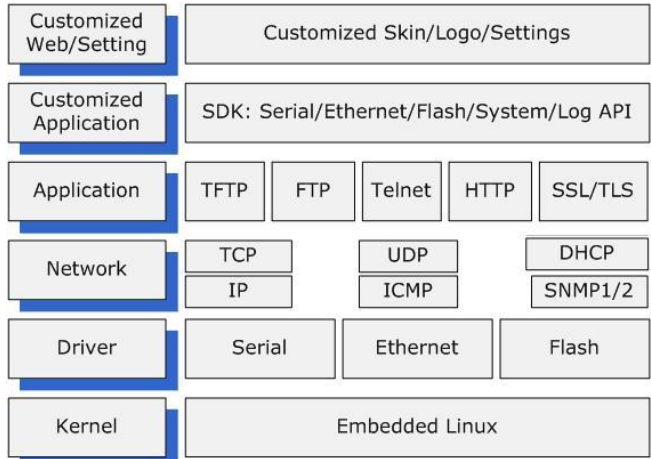 Customized
Web/Setting
Customized Skin/Logo/Settings
Customized
Application
SDK: Serial/Ethernet/Flash/System/Log API
Application
TFTP
FTP
Telnet
HTTP
SSL/TLS
Network
TCP
UDP
DHCP
IP
ICMP
SNMP1/2
Driver
Serial
Ethernet
Flash
Kernel
Embedded Linux